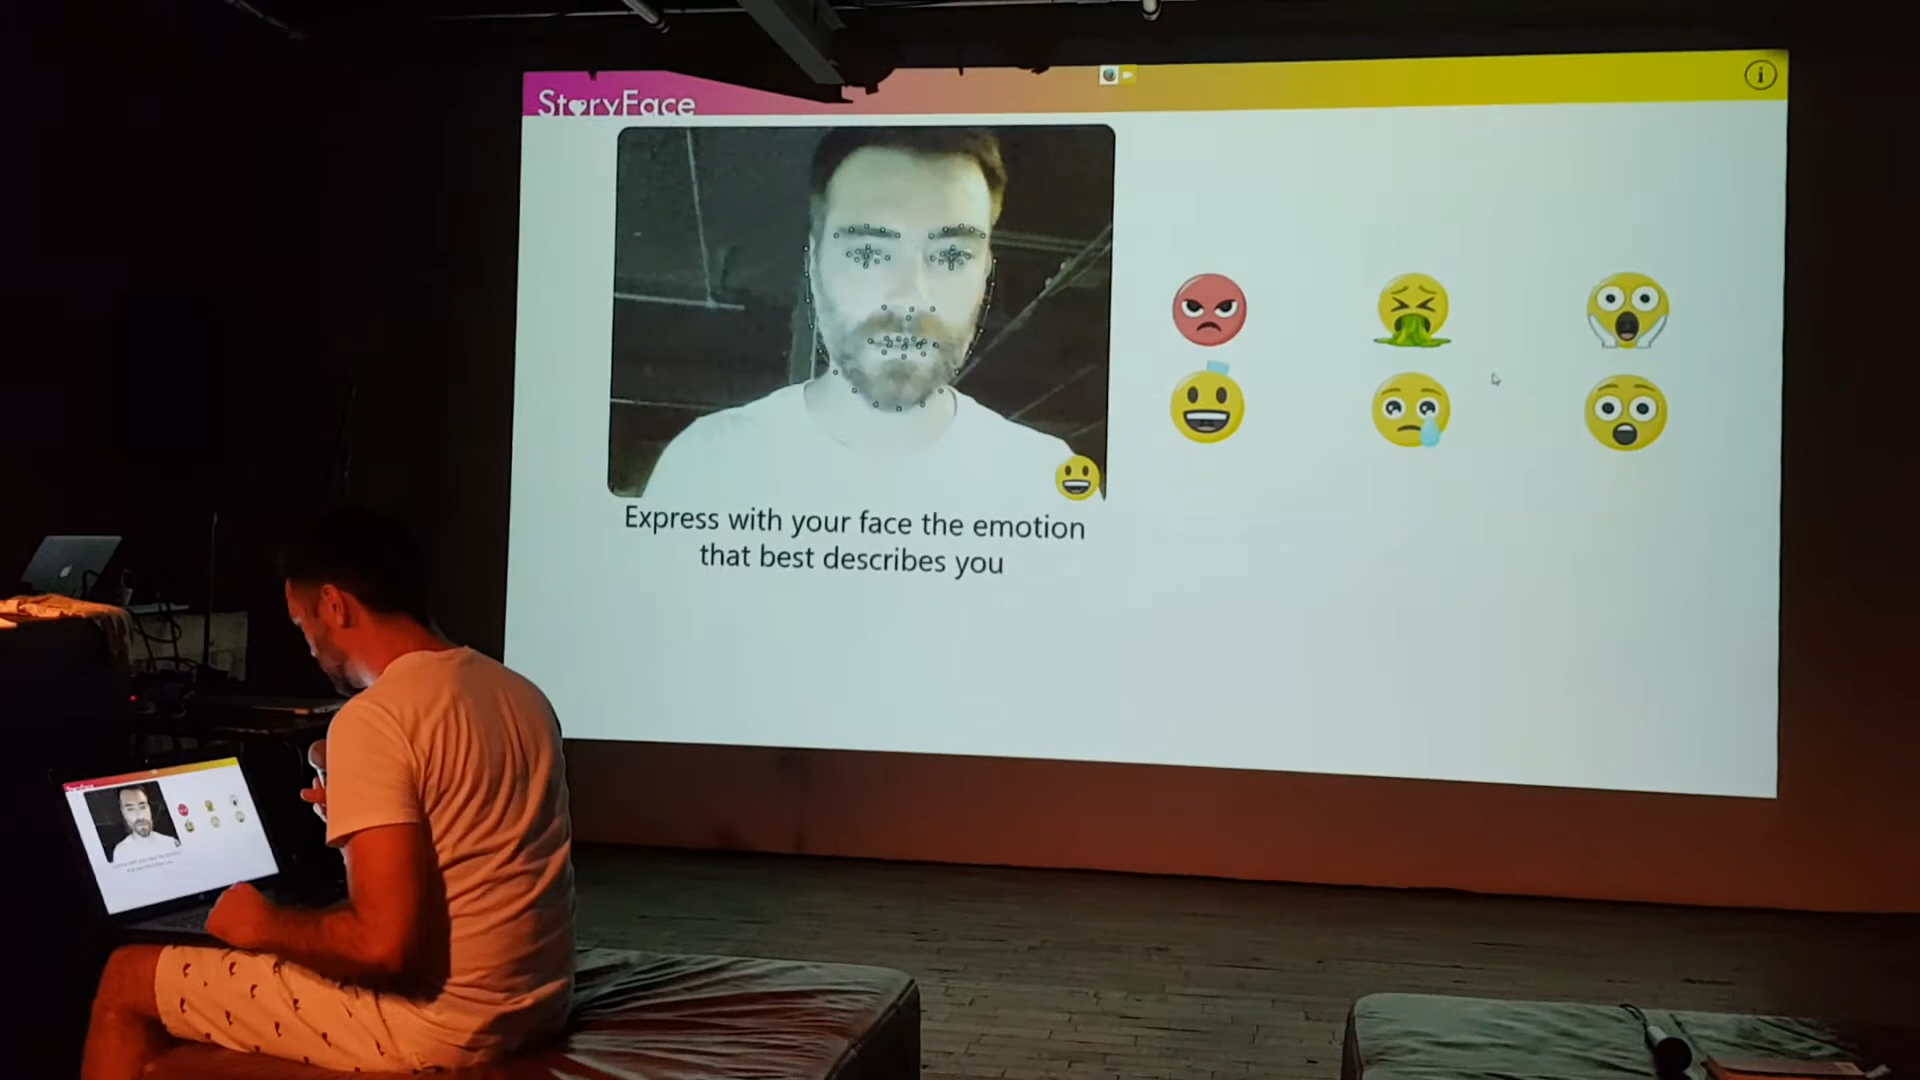 StoryFace
i
Express with your face the emotion
that best describes you